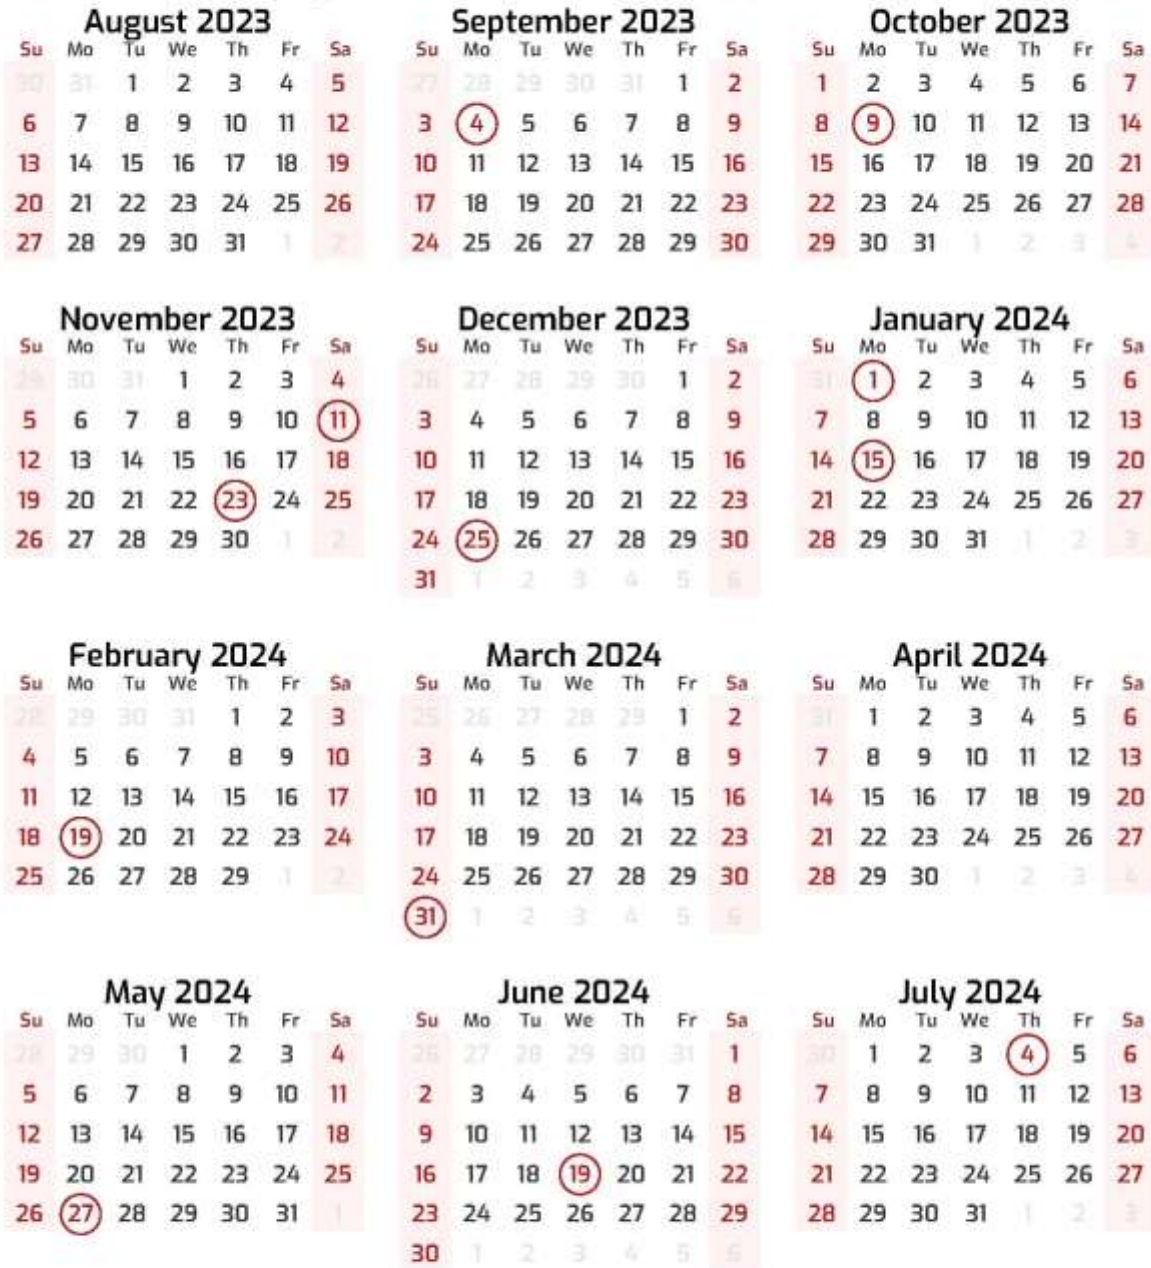 August 2023 September 2023 October 2023
Su Mo Tu We Th Fr Sa Su Mo Tu We Th Fr Sa Su Mo Tu We Th Fr Sa
30 31 1 2 3 4 5 27 28 29 30 31 1 2 1 2 3 4 5 6 7
6 7 8 9 10 11 12 3 4 5 6 7 8 9 8 9 10 11 12 13 14
13 14 15 16 17 18 19 10 11 12 13 14 15 16 15 16 17 18 19 20 21
20 21 22 23 24 25 26 17 18 19 20 21 22 23 22 23 24 25 26 27 28
27 28 29 30 31 1 2 24 25 26 27 28 29 30 29 30 31 1 2 3 4
November 2023 December 2023 January 2024
Su Mo Tu We Th Fr Sa Su Mo Tu We Th Fr Sa Su Mo Tu We Th Fr Sa
29 30 31 1 2 3 4 26 27 28 29 30 1 2 31 1 2 3 4 5 6
5 6 7 8 9 10 11 3 4 5 6 7 8 9 7 8 9 10 11 12 13
12 13 14 15 16 17 18 10 11 12 13 14 15 16 14 15 16 17 18 19 20
19 20 21 22 23 24 25 17 18 19 20 21 22 23 21 22 23 24 25 26 27
26 27 28 29 30 1 2 24 25 26 27 28 29 30 28 29 30 31 1 2 3
31 1 2 3 4 5 6
February 2024 March 2024 April 2024
Su Mo Tu We Th Fr Sa Su Mo Tu We Th Fr Sa Su Mo Tu We Th Fr Sa
28 29 30 31 1 2 3 25 26 27 28 29 1 2 31 1 2 3 4 5 6
4 5 6 7 8 9 10 3 4 5 6 7 8 9 7 8 9 10 11 12 13
11 12 13 14 15 16 17 10 11 12 13 14 15 16 14 15 16 17 18 19 20
18 19 20 21 22 23 24 17 18 19 20 21 22 23 21 22 23 24 25 26 27
25 26 27 28 29 1 2 24 25 26 27 28 29 30 28 29 30 1 2 3 4
31 1 2 3 4 5 6
May 2024 June 2024 July 2024
Su Mo Tu We Th Fr Sa Su Mo Tu We Th Fr Sa Su Mo Tu We Th Fr Sa
28 29 30 1 2 3 4 26 27 28 29 30 31 1 30 1 2 3 4 5 6
5 6 7 8 9 10 11 2 3 4 5 6 7 8 7 8 9 10 11 12 13
12 13 14 15 16 17 18 9 10 11 12 13 14 15 14 15 16 17 18 19 20
19 20 21 22 23 24 25 16 17 18 19 20 21 22 21 22 23 24 25 26 27
26 27 28 29 30 31 1 23 24 25 26 27 28 29 28 29 30 31 1 2 3
30 1 2 3 4 5 6